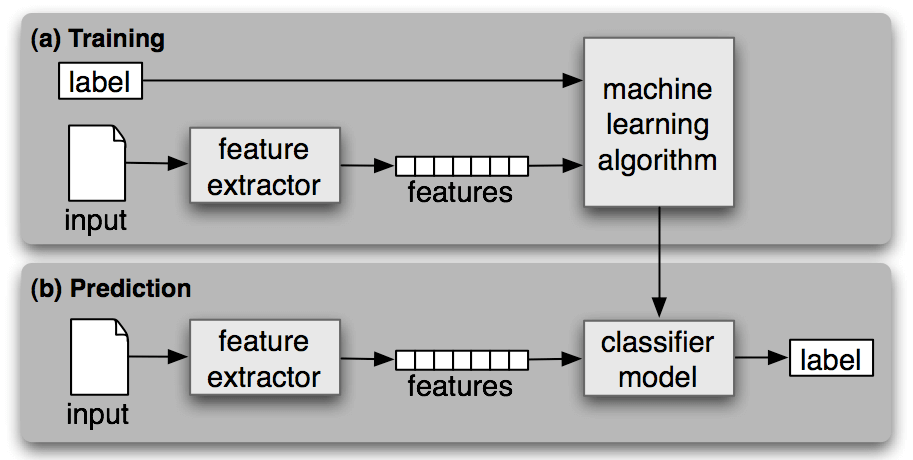 (a) Training
label
machine
learning
algorithm
feature
extractor
features
input
(b) Prediction
feature
extractor
features
input
classifier
model
label